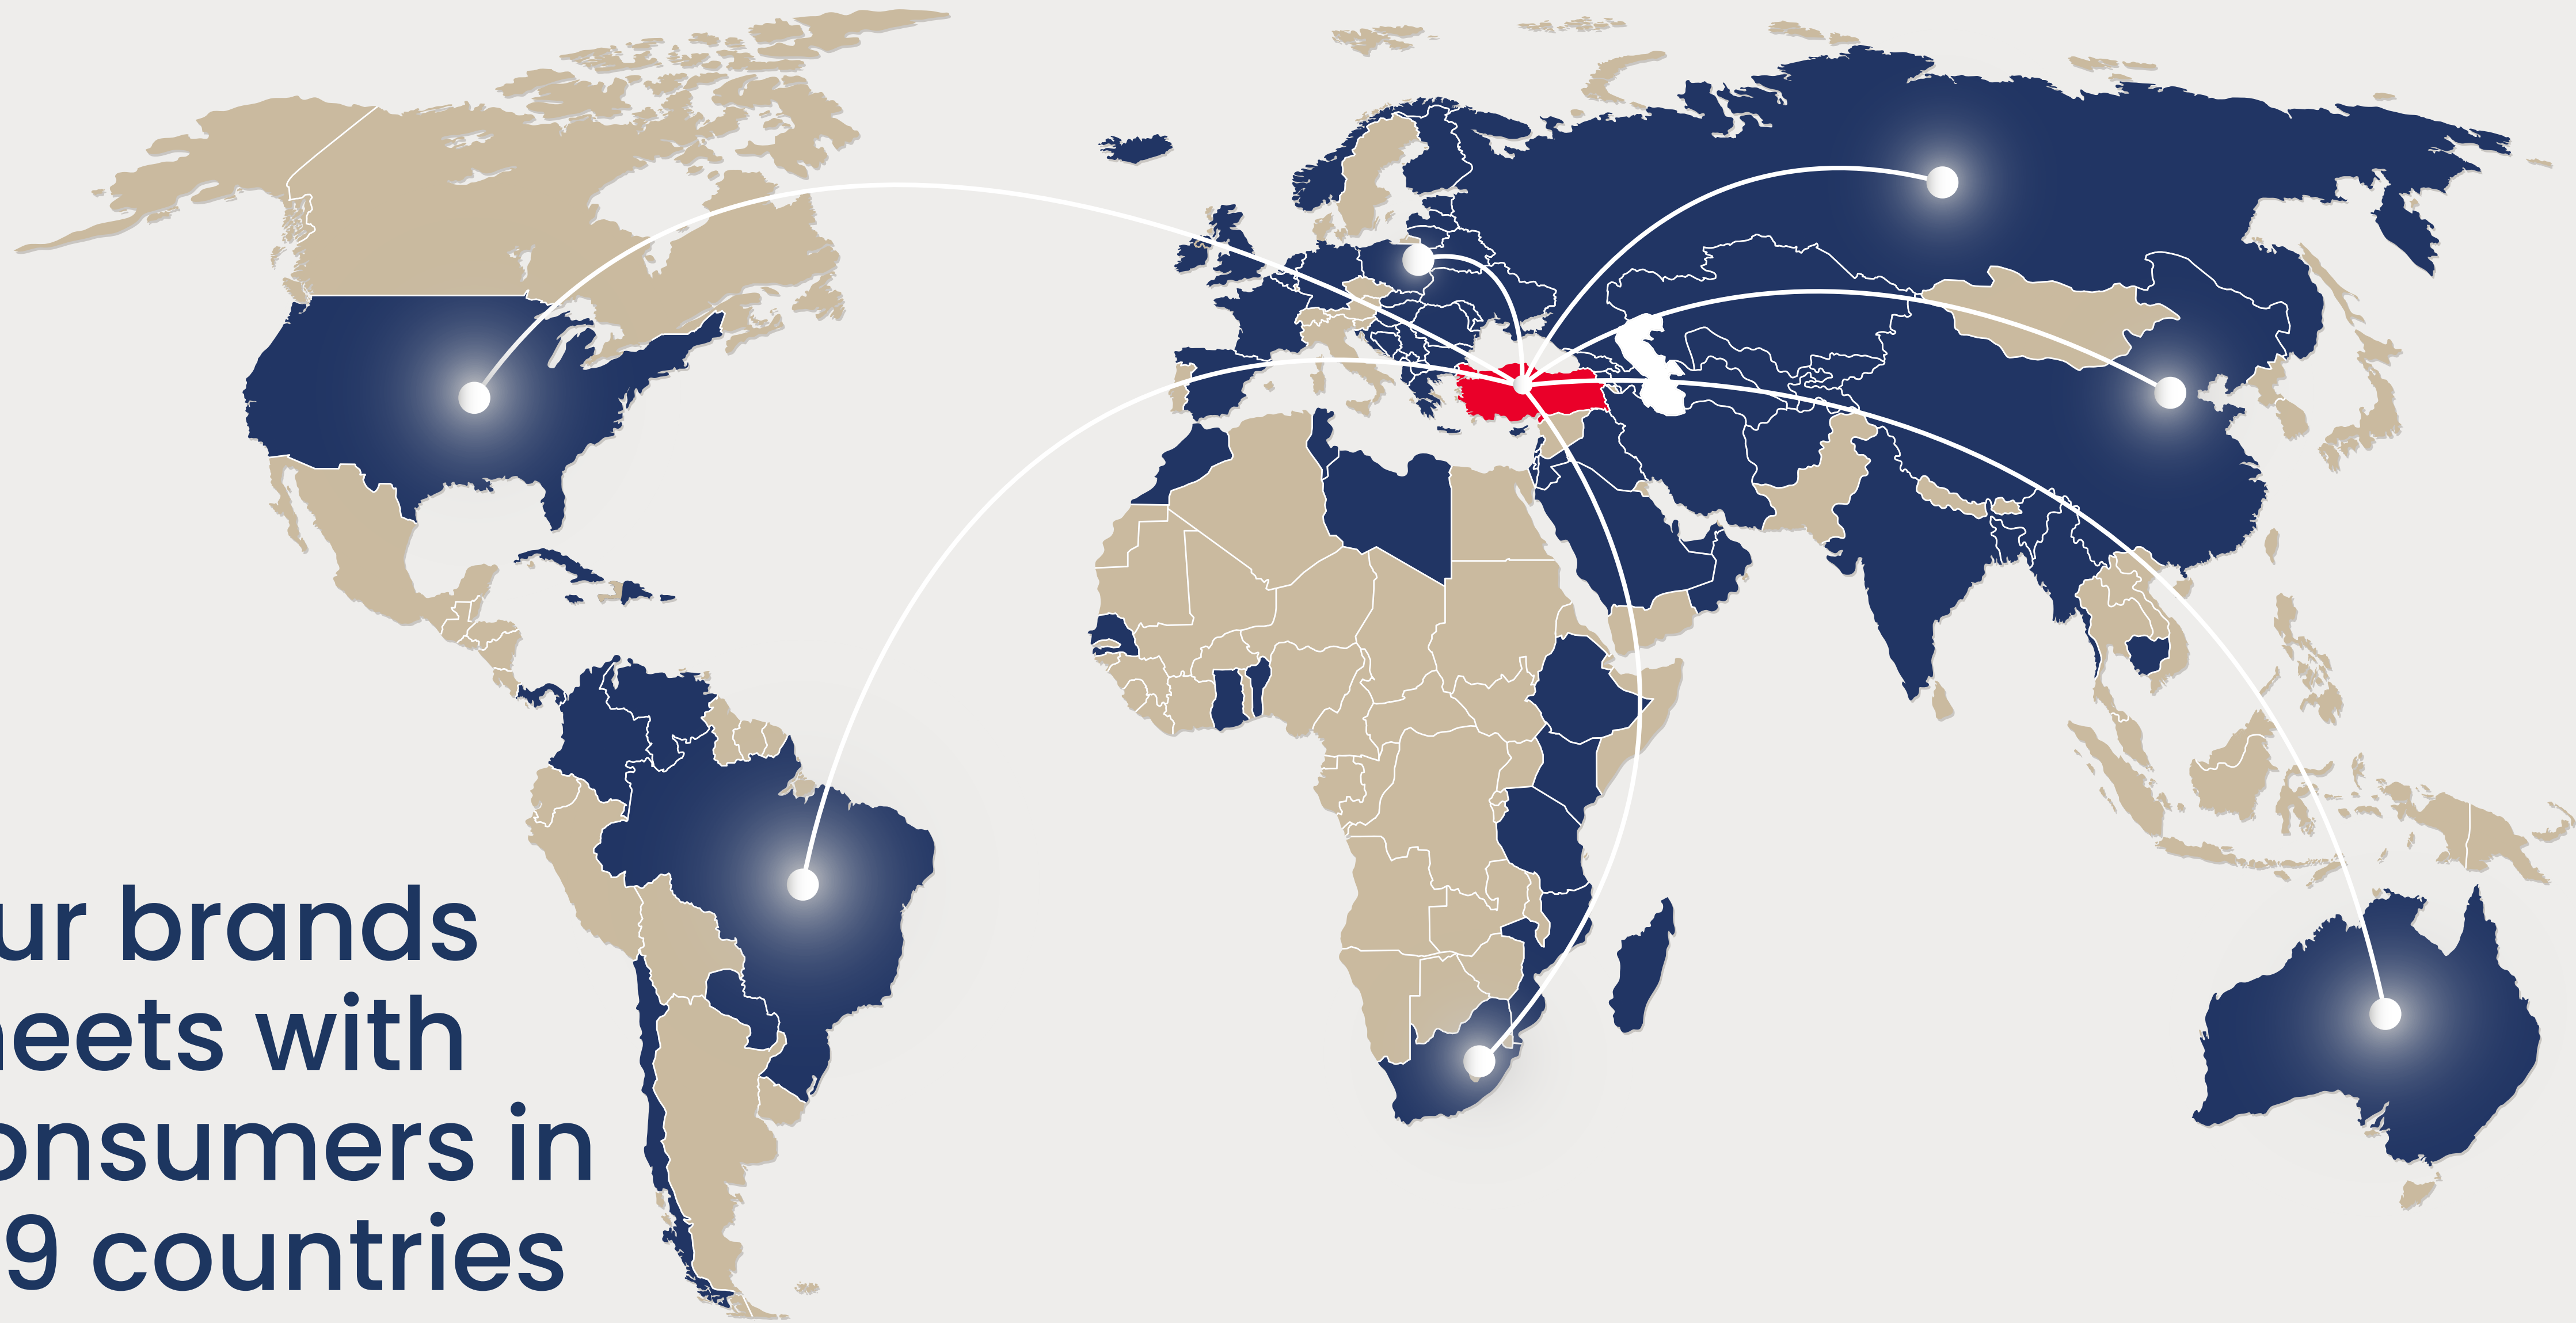 ur brands
eets with
onsumers in
9 countries